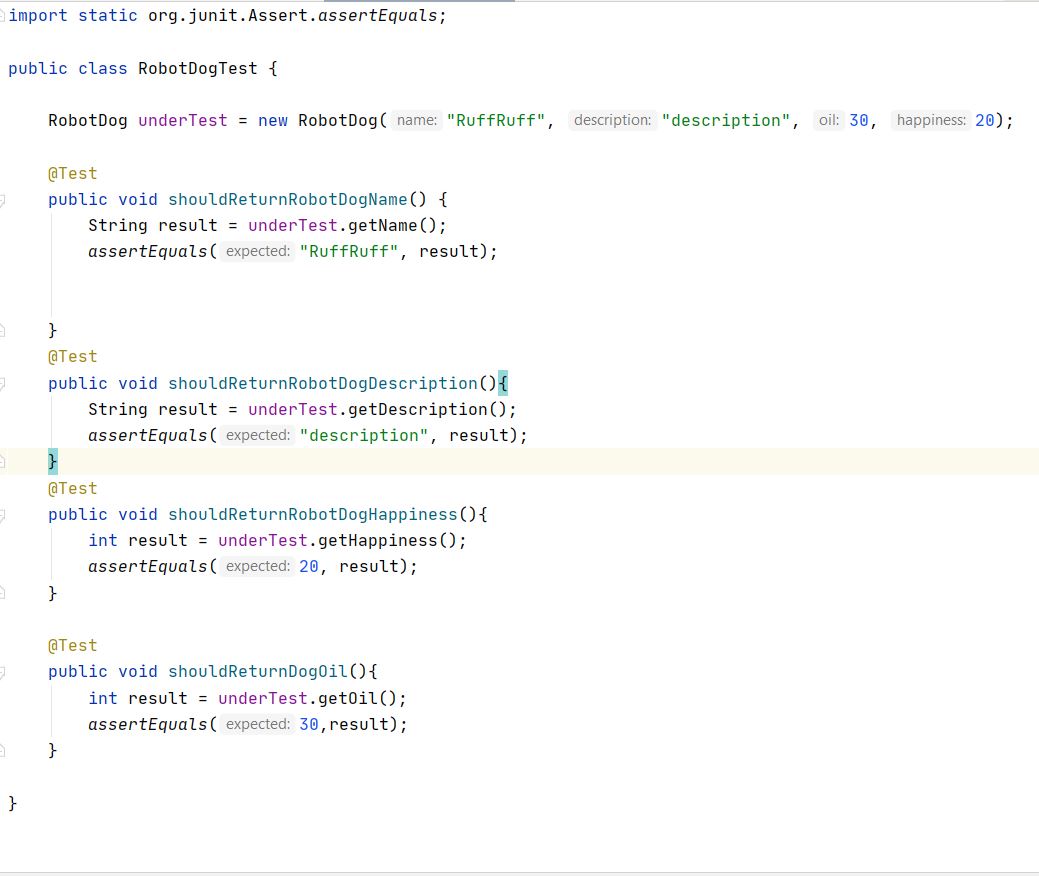 import static org.junit.Assert.assertEquals;
public class RobotDogTest {
RobotDog underTest = new RobotDog( name: "RuffRuff", description: "description", oil: 30, happiness: 20);
@Test
public void shouldReturnRobotDogName() {
String result = underTest.getName();
assertEquals( expected: "RuffRuff", result);
}
@Test
public void shouldReturnRobotDogDescription(){
String result = underTest.getDescription();
assertEquals( expected: "description", result);
}
@Test
public void shouldReturnRobotDogHappiness(){
int result = underTest.getHappiness();
assertEquals( expected: 20, result);
}
@Test
public void shouldReturnDogOil(){
int result = underTest.getOil();
assertEquals( expected: 30,result);
}
}